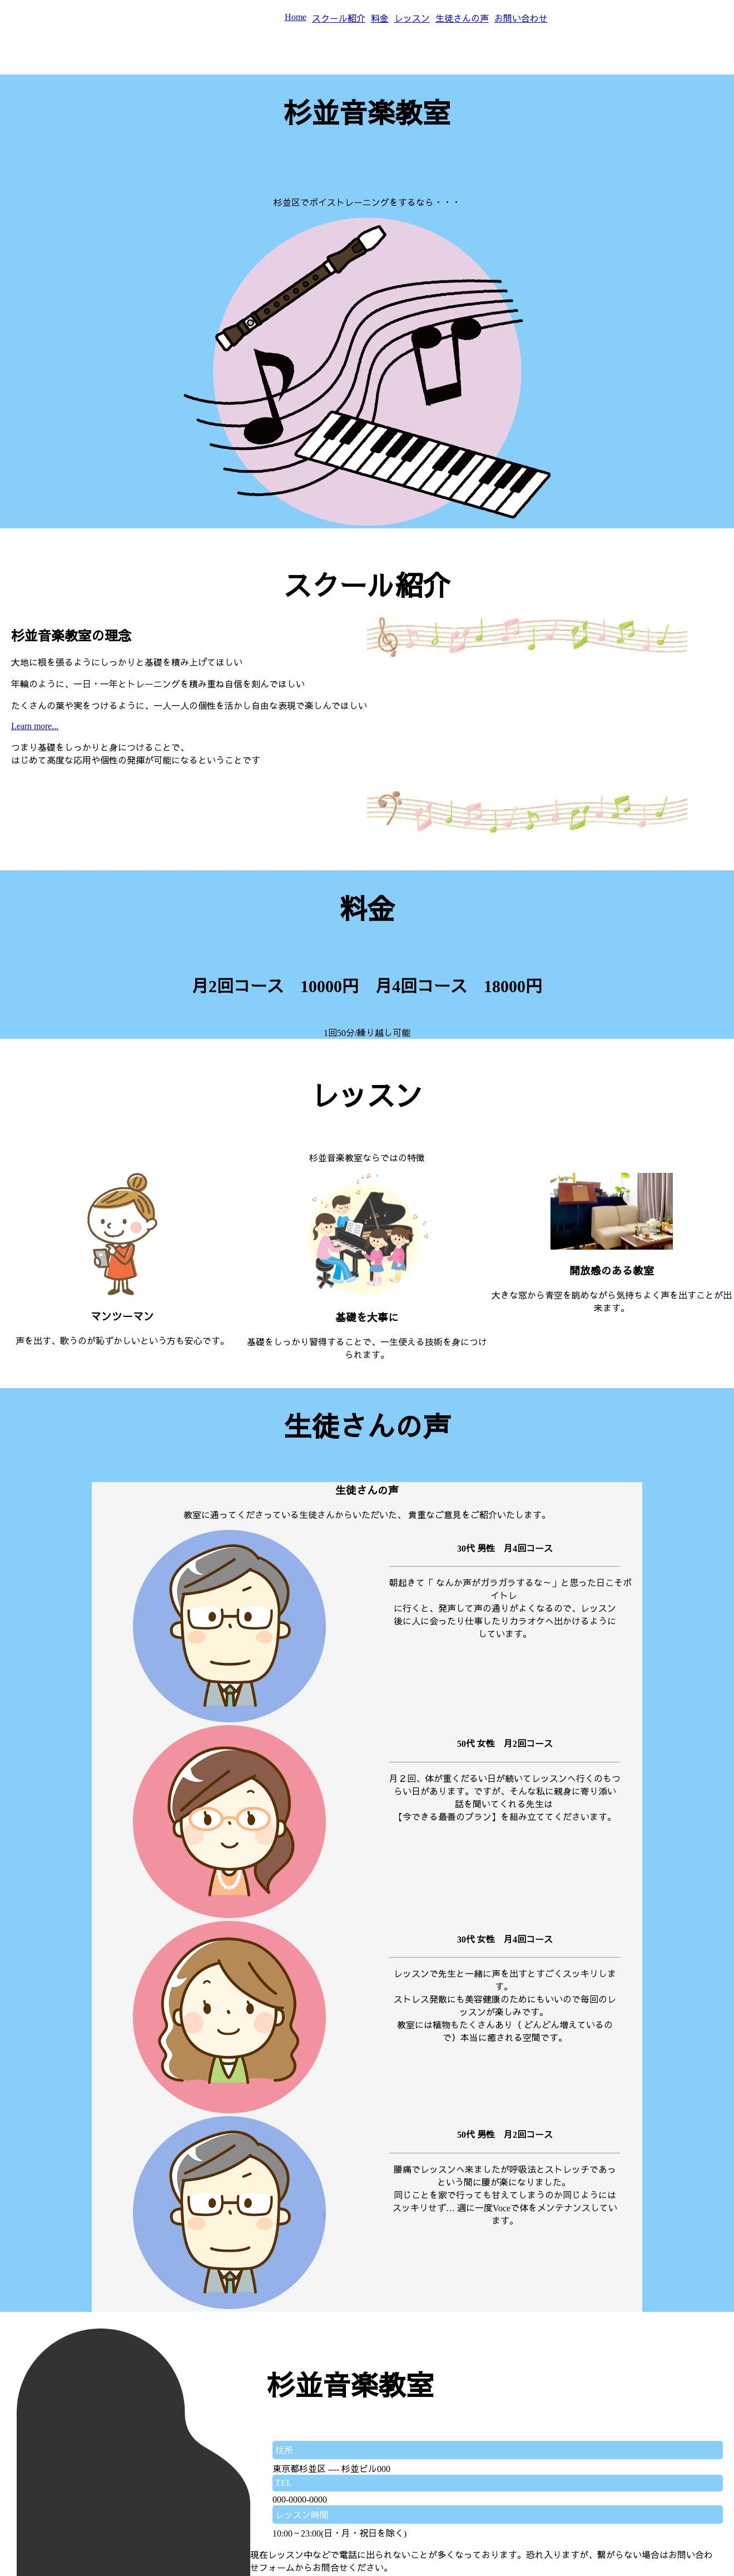 Home スクール紹介 料金 レッスン 生徒さんの声 お問い合わせ
杉並音楽教室
杉並区でボイストレーニングをするなら・・・
スクール紹介
杉並音楽教室の理念
大地に根を張るようにしっかりと基礎を積み上げてほしい
年輪のように、一日・一年とトレーニングを積み重ね自信を刻んでほしい
たくさんの葉や実をつけるように、一人一人の個性を活かし自由な表現で楽しんでほしい
Learn more...
つまり基礎をしっかりと身につけることで、
はじめて高度な応用や個性の発揮が可能になるということです
料金
月2回コース　10000円　月4回コース　18000円
1回50分/繰り越し可能
レッスン
杉並音楽教室ならではの特徴
マンツーマン
声を出す、歌うのが恥ずかしいという方も安心です。
基礎を大事に
基礎をしっかり習得することで、一生使える技術を身につけ
られます。
開放感のある教室
大きな窓から青空を眺めながら気持ちよく声を出すことが出
来ます。
生徒さんの声
生徒さんの声
教室に通ってくださっている生徒さんからいただいた、 貴重なご意見をご紹介いたします。
30代 男性　月4回コース
朝起きて「 なんか声がガラガラするな～」と思った日こそボ
イトレ
に行くと、発声して声の通りがよくなるので、レッスン
後に人に会ったり仕事したりカラオケへ出かけるように
しています。
50代 女性　月2回コース
月２回、体が重くだるい日が続いてレッスンへ行くのもつ
らい日があります。ですが、そんな私に親身に寄り添い
話を聞いてくれる先生は
【今できる最善のプラン】を組み立ててくださいます。
30代 女性　月4回コース
レッスンで先生と一緒に声を出すとすごくスッキリしま
す。
ストレス発散にも美容健康のためにもいいので毎回のレ
ッスンが楽しみです。
教室には植物もたくさんあり（ どんどん増えているの
で）本当に癒される空間です。
50代 男性　月2回コース
腰痛でレッスンへ来ましたが呼吸法とストレッチであっ
という間に腰が楽になりました。
同じことを家で行っても甘えてしまうのか同じようには
スッキリせず… 週に一度Voceで体をメンテナンスしてい
ます。
杉並音楽教室
住所
東京都杉並区 ---- 杉並ビル000
TEL
000-0000-0000
レッスン時間
10:00 ~ 23:00(日・月・祝日を除く)
現在レッスン中などで電話に出られないことが多くなっております。恐れ入りますが、繋がらない場合はお問い合わ
せフォームからお問合せください。